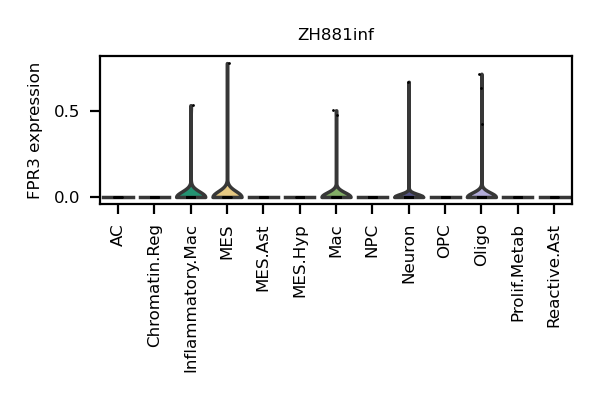 ZH881inf
FPR3 expression
0.5
0.0
AC
Chromatin.Reg
Inflammatory.Mac
MES
MES.Ast
MES.Hyp
Mac
NPC
Neuron
OPC
Oligo
Prolif.Metab
Reactive.Ast